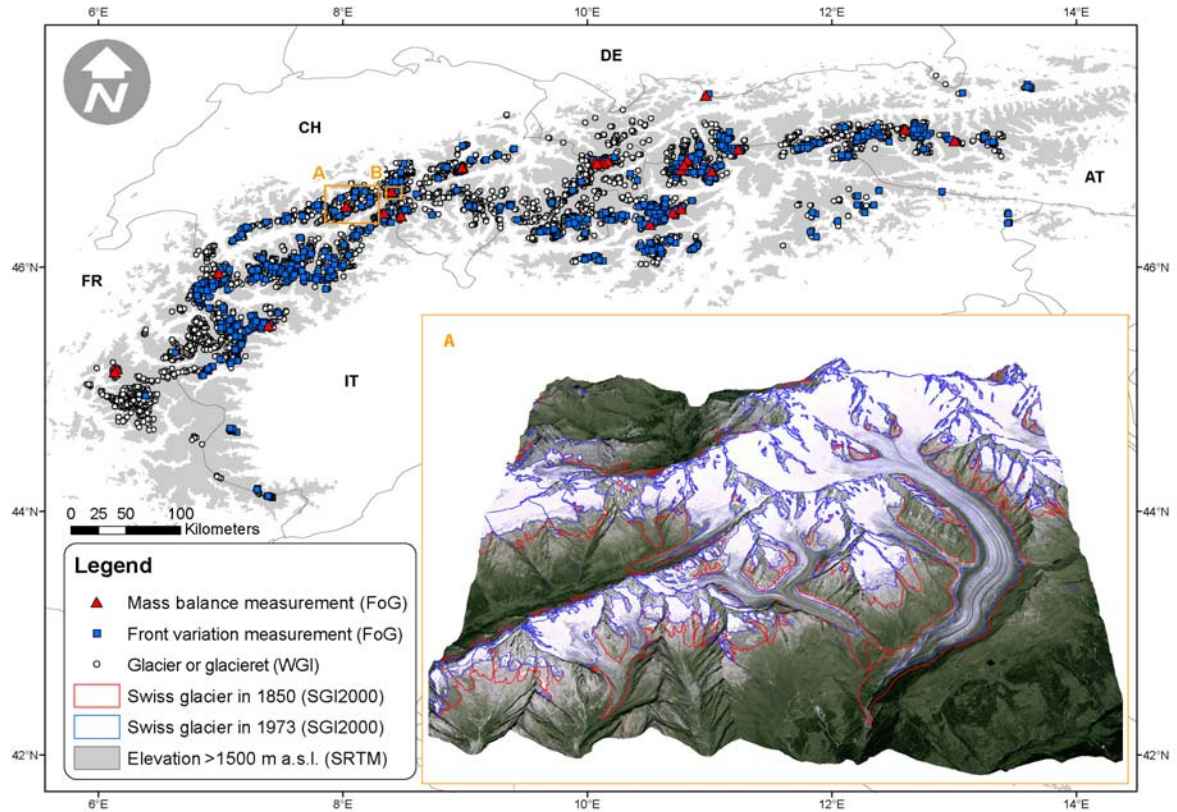 6°E 8°E 10°E 12°E 14°E
DE
N
CH
A B
AT
46°N 46°N
FR
IT
A
44°N 44°N
0 25 50 100
Kilometers
Legend
Mass balance measurement (FoG)
Front variation measurement (FoG)
Glacier or glacieret (WGI)
Swiss glacier in 1850 (SGI2000)
Swiss glacier in 1973 (SGI2000)
Elevation >1500 m a.s.l. (SRTM)
42°N 42°N
6°E 8°E 10°E 12°E 14°E